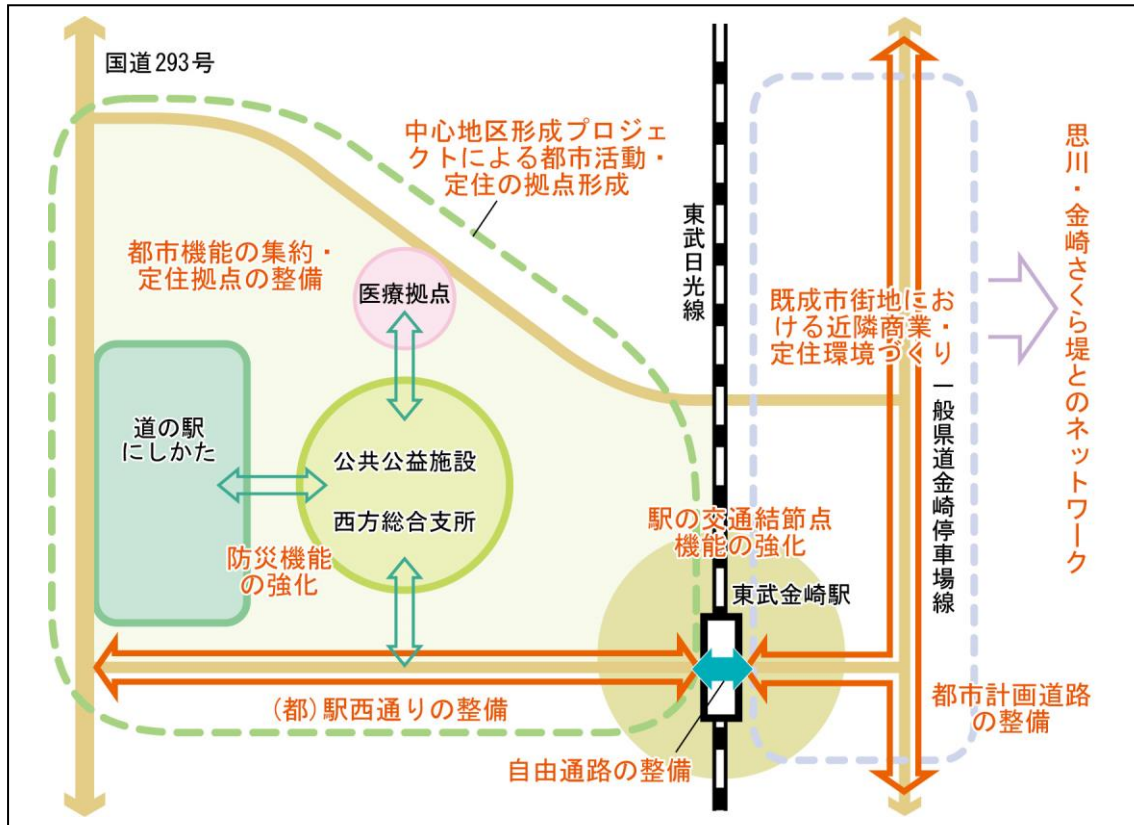 国道293号
中心地区形成プロジェ
クトによる都市活動・
定住の拠点形成
都市機能の集約・
定住拠点の整備
医療拠点
道の駅
にしかた
公共公益施設
西方総合支所
防災機能
の強化
(都)駅西通りの整備
東武日光線
駅の交通結節点
機能の強化
東武金崎駅
自由通路の整備
既成市街地にお
ける近隣商業・
定住環境づくり
一般県道金崎停車場線
都市計画道路
の整備
思川・金崎さくら堤とのネットワーク